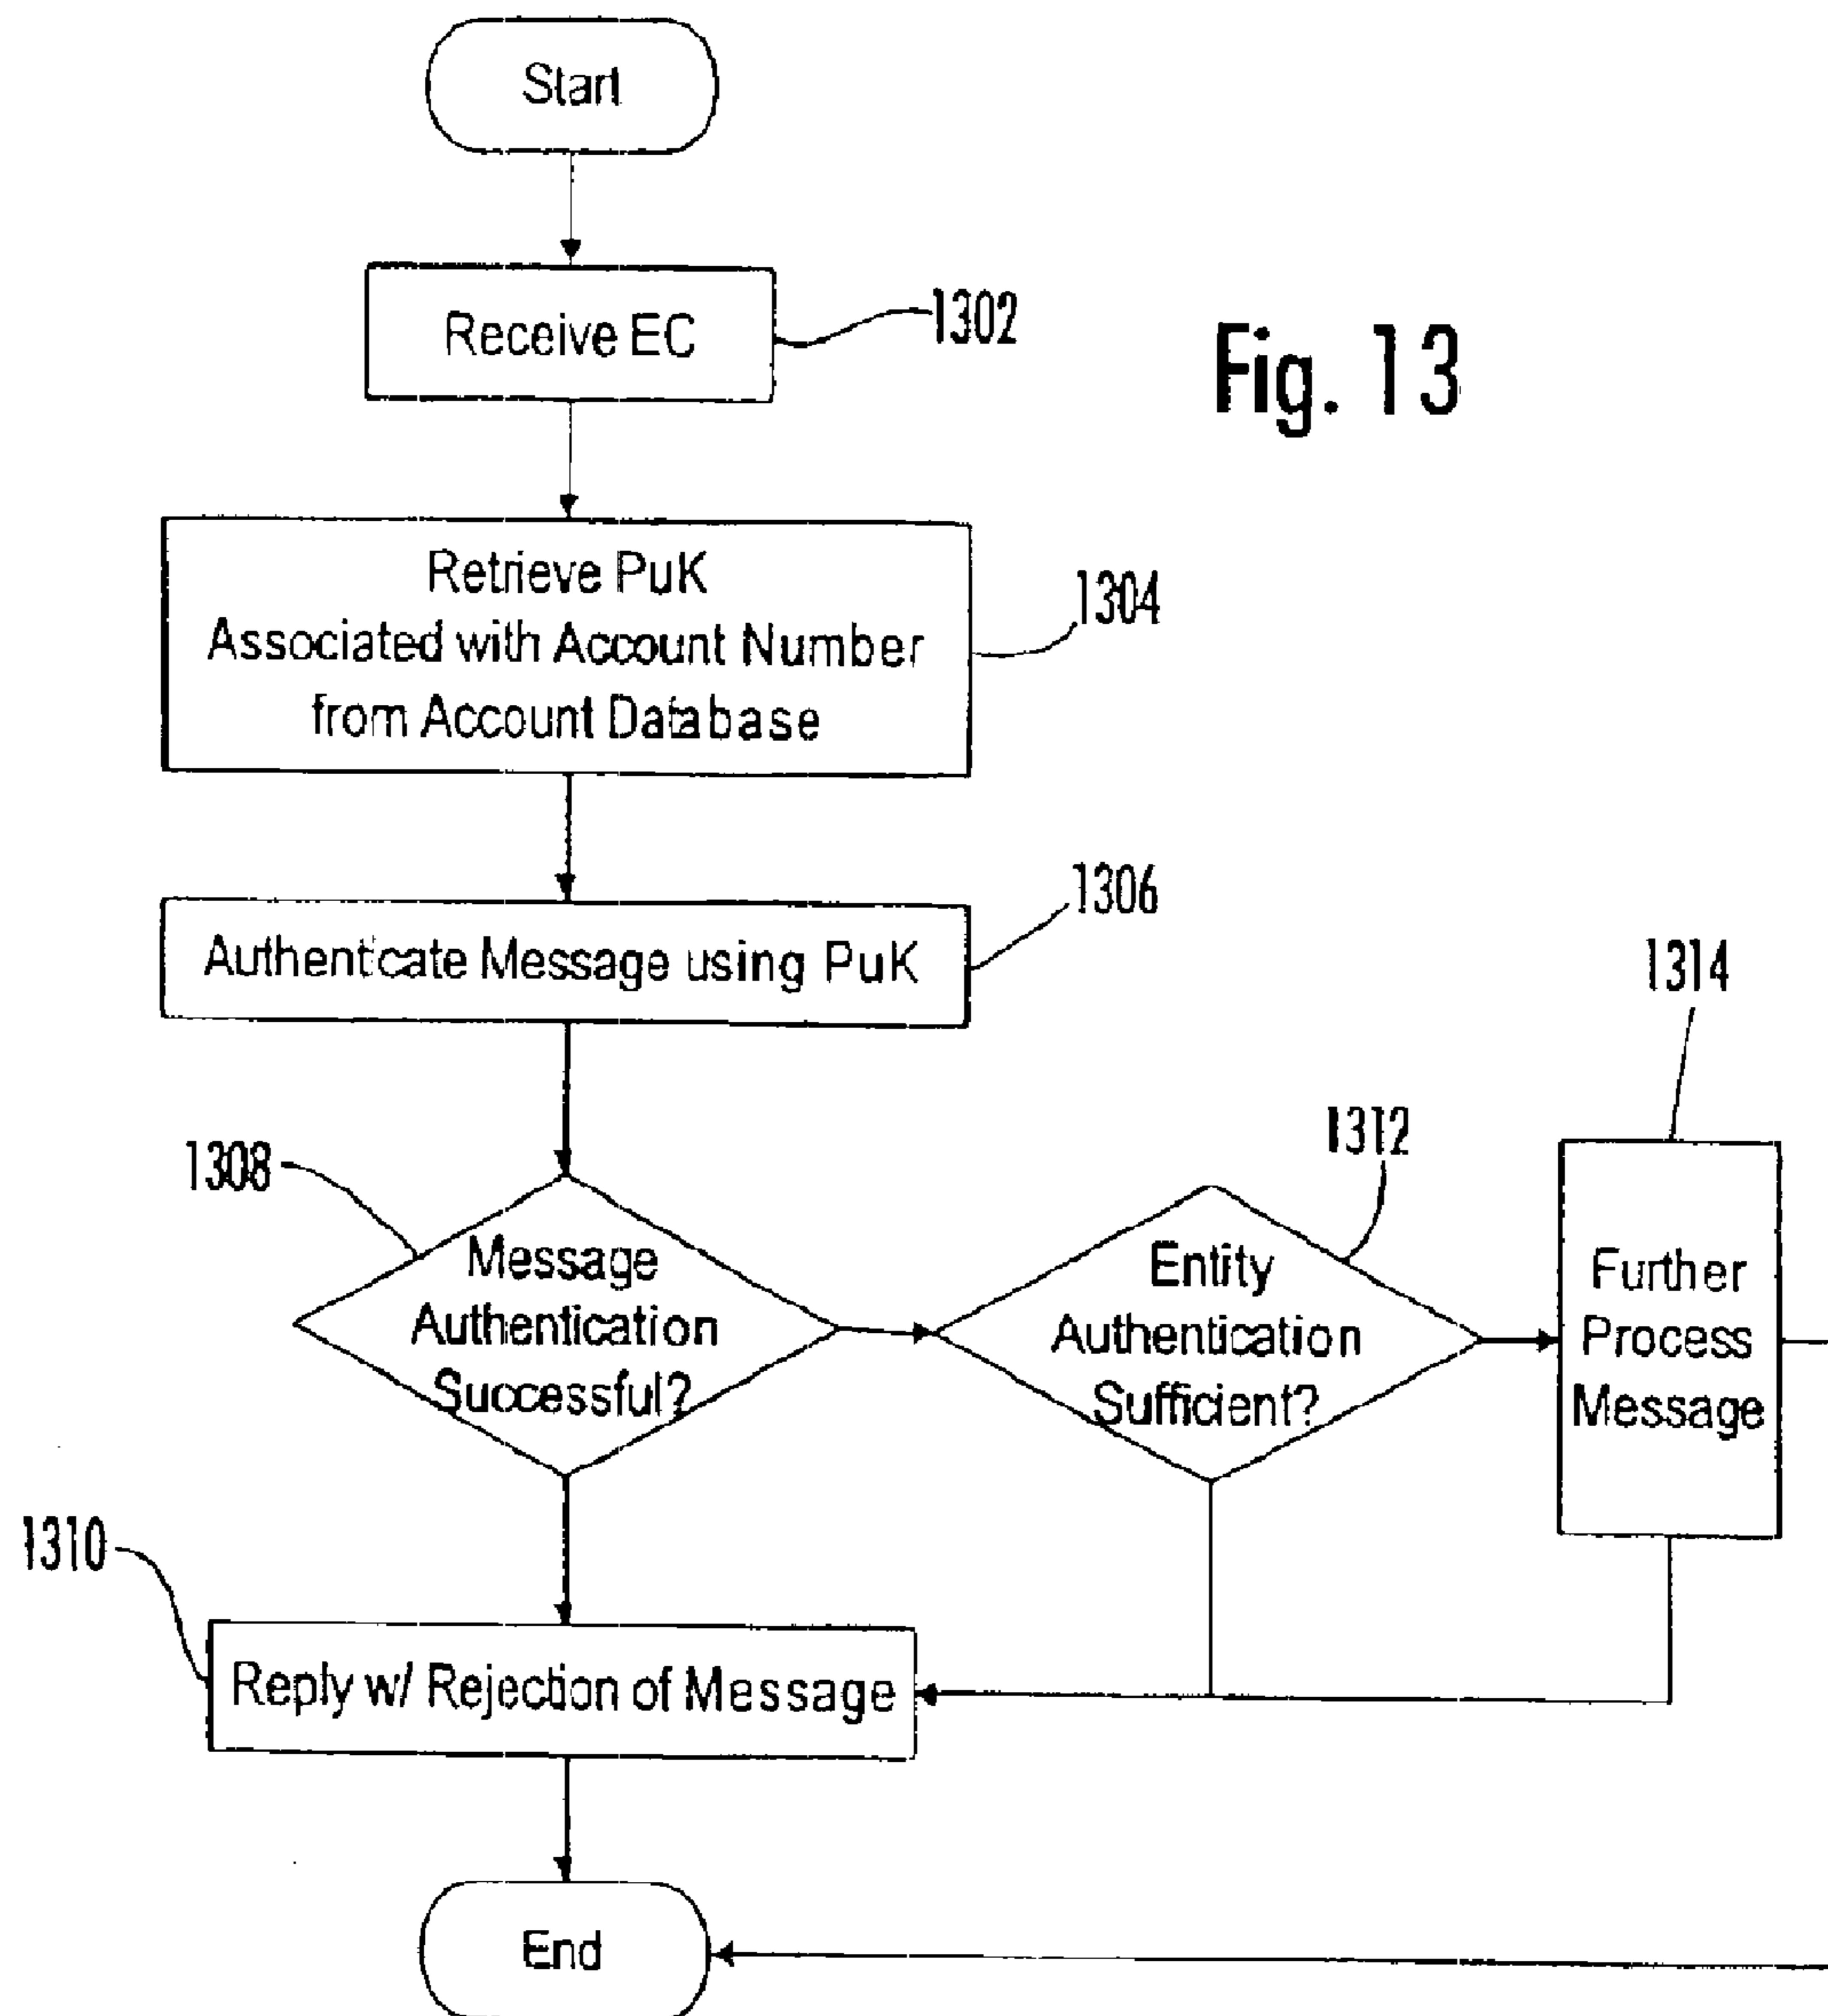 Start
Receive EC
1302
Fig. 13
Retrieve PuK
Associated with Account Number
from Account Database
1304
Authenticate Message using PuK
1306
1308
Message
Authentication
Successful?
1312
Entity
Authentication
Sufficient?
1314
Further
Process
Message
1310
Reply w/ Rejection of Message
End